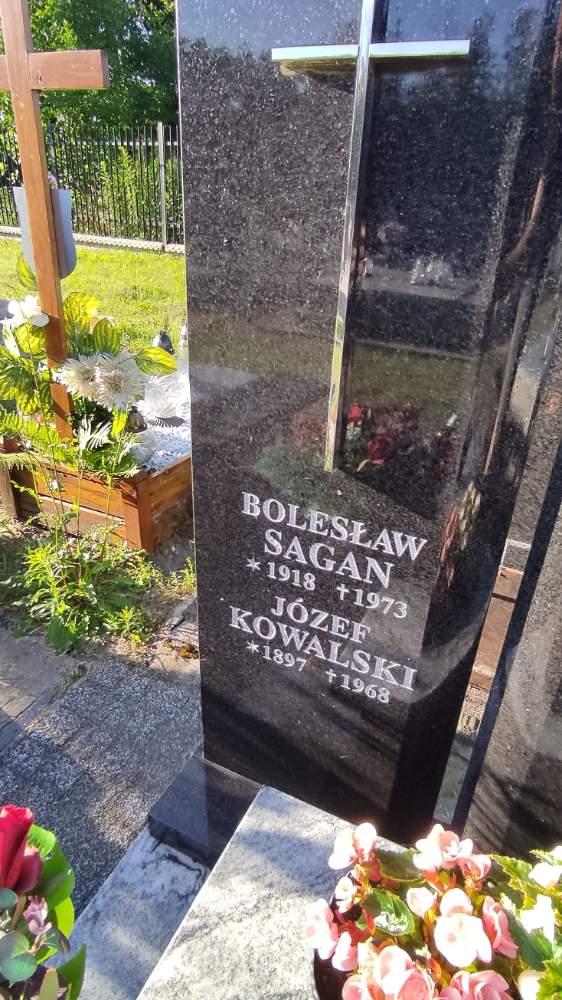 BOLESŁAW
SAGAN
*1918 †1973
JÓZEF
KOWALSKI
*1897 †1968